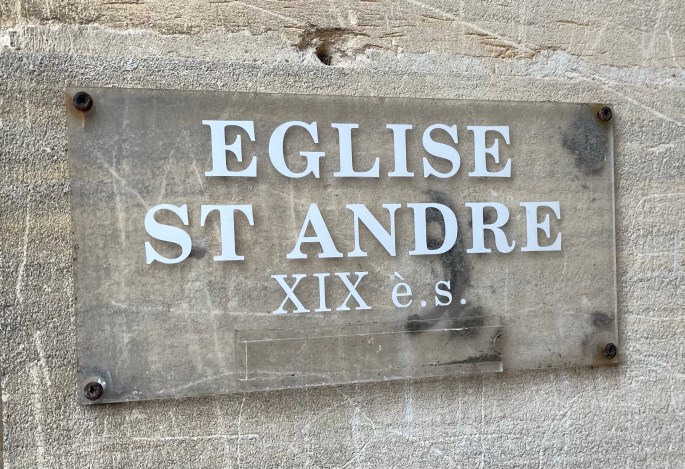 EGLISE
ST ANDRE
XIX è.s.